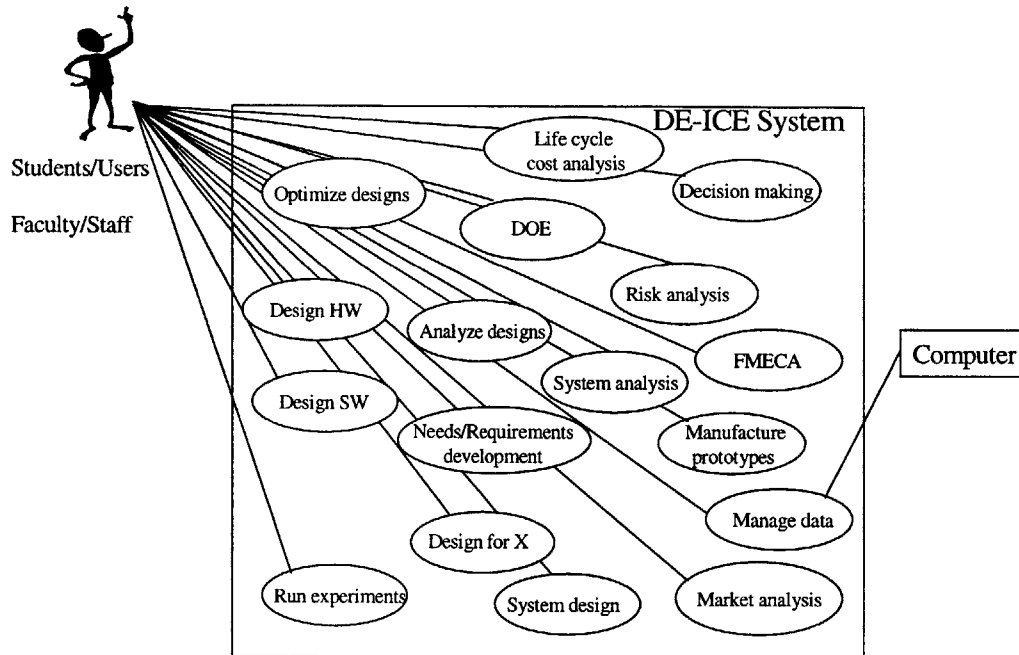 DE-ICE System
Life cycle
cost analysis
Students/Users
Optimize designs
Decision making
Faculty/Staff
DOE
Risk analysis
Design HW
Analyze designs
FMECA
Computer
System analysis
Design SW
Needs/Requirements
development
Manufacture
prototypes
Manage data
Design for X
Run experiments
System design
Market analysis